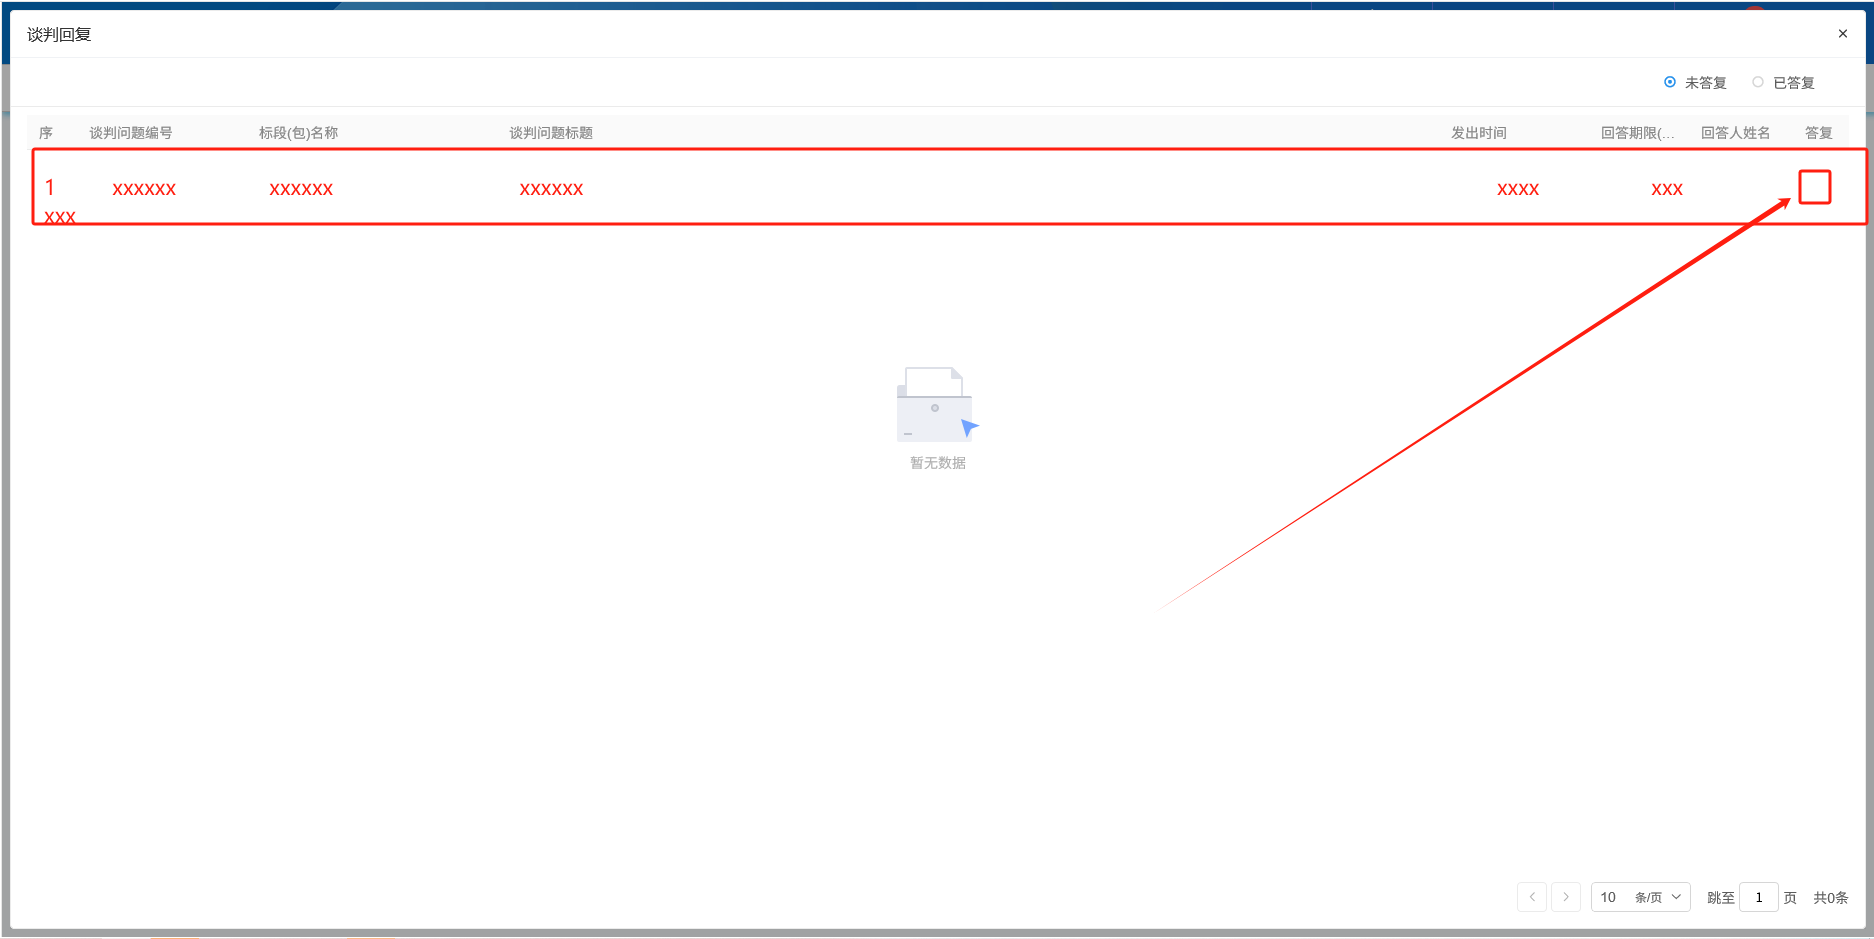 谈判回复
未答复 已答复
序 谈判问题编号 标段(包)名称 谈判问题标题 发出时间 回答期限(... 回答人姓名 答复
1 xxxxxx xxxxxx xxxxxx xxxx xxx
xxx
暂无数据
10 条/页 跳至 1 页 共0条